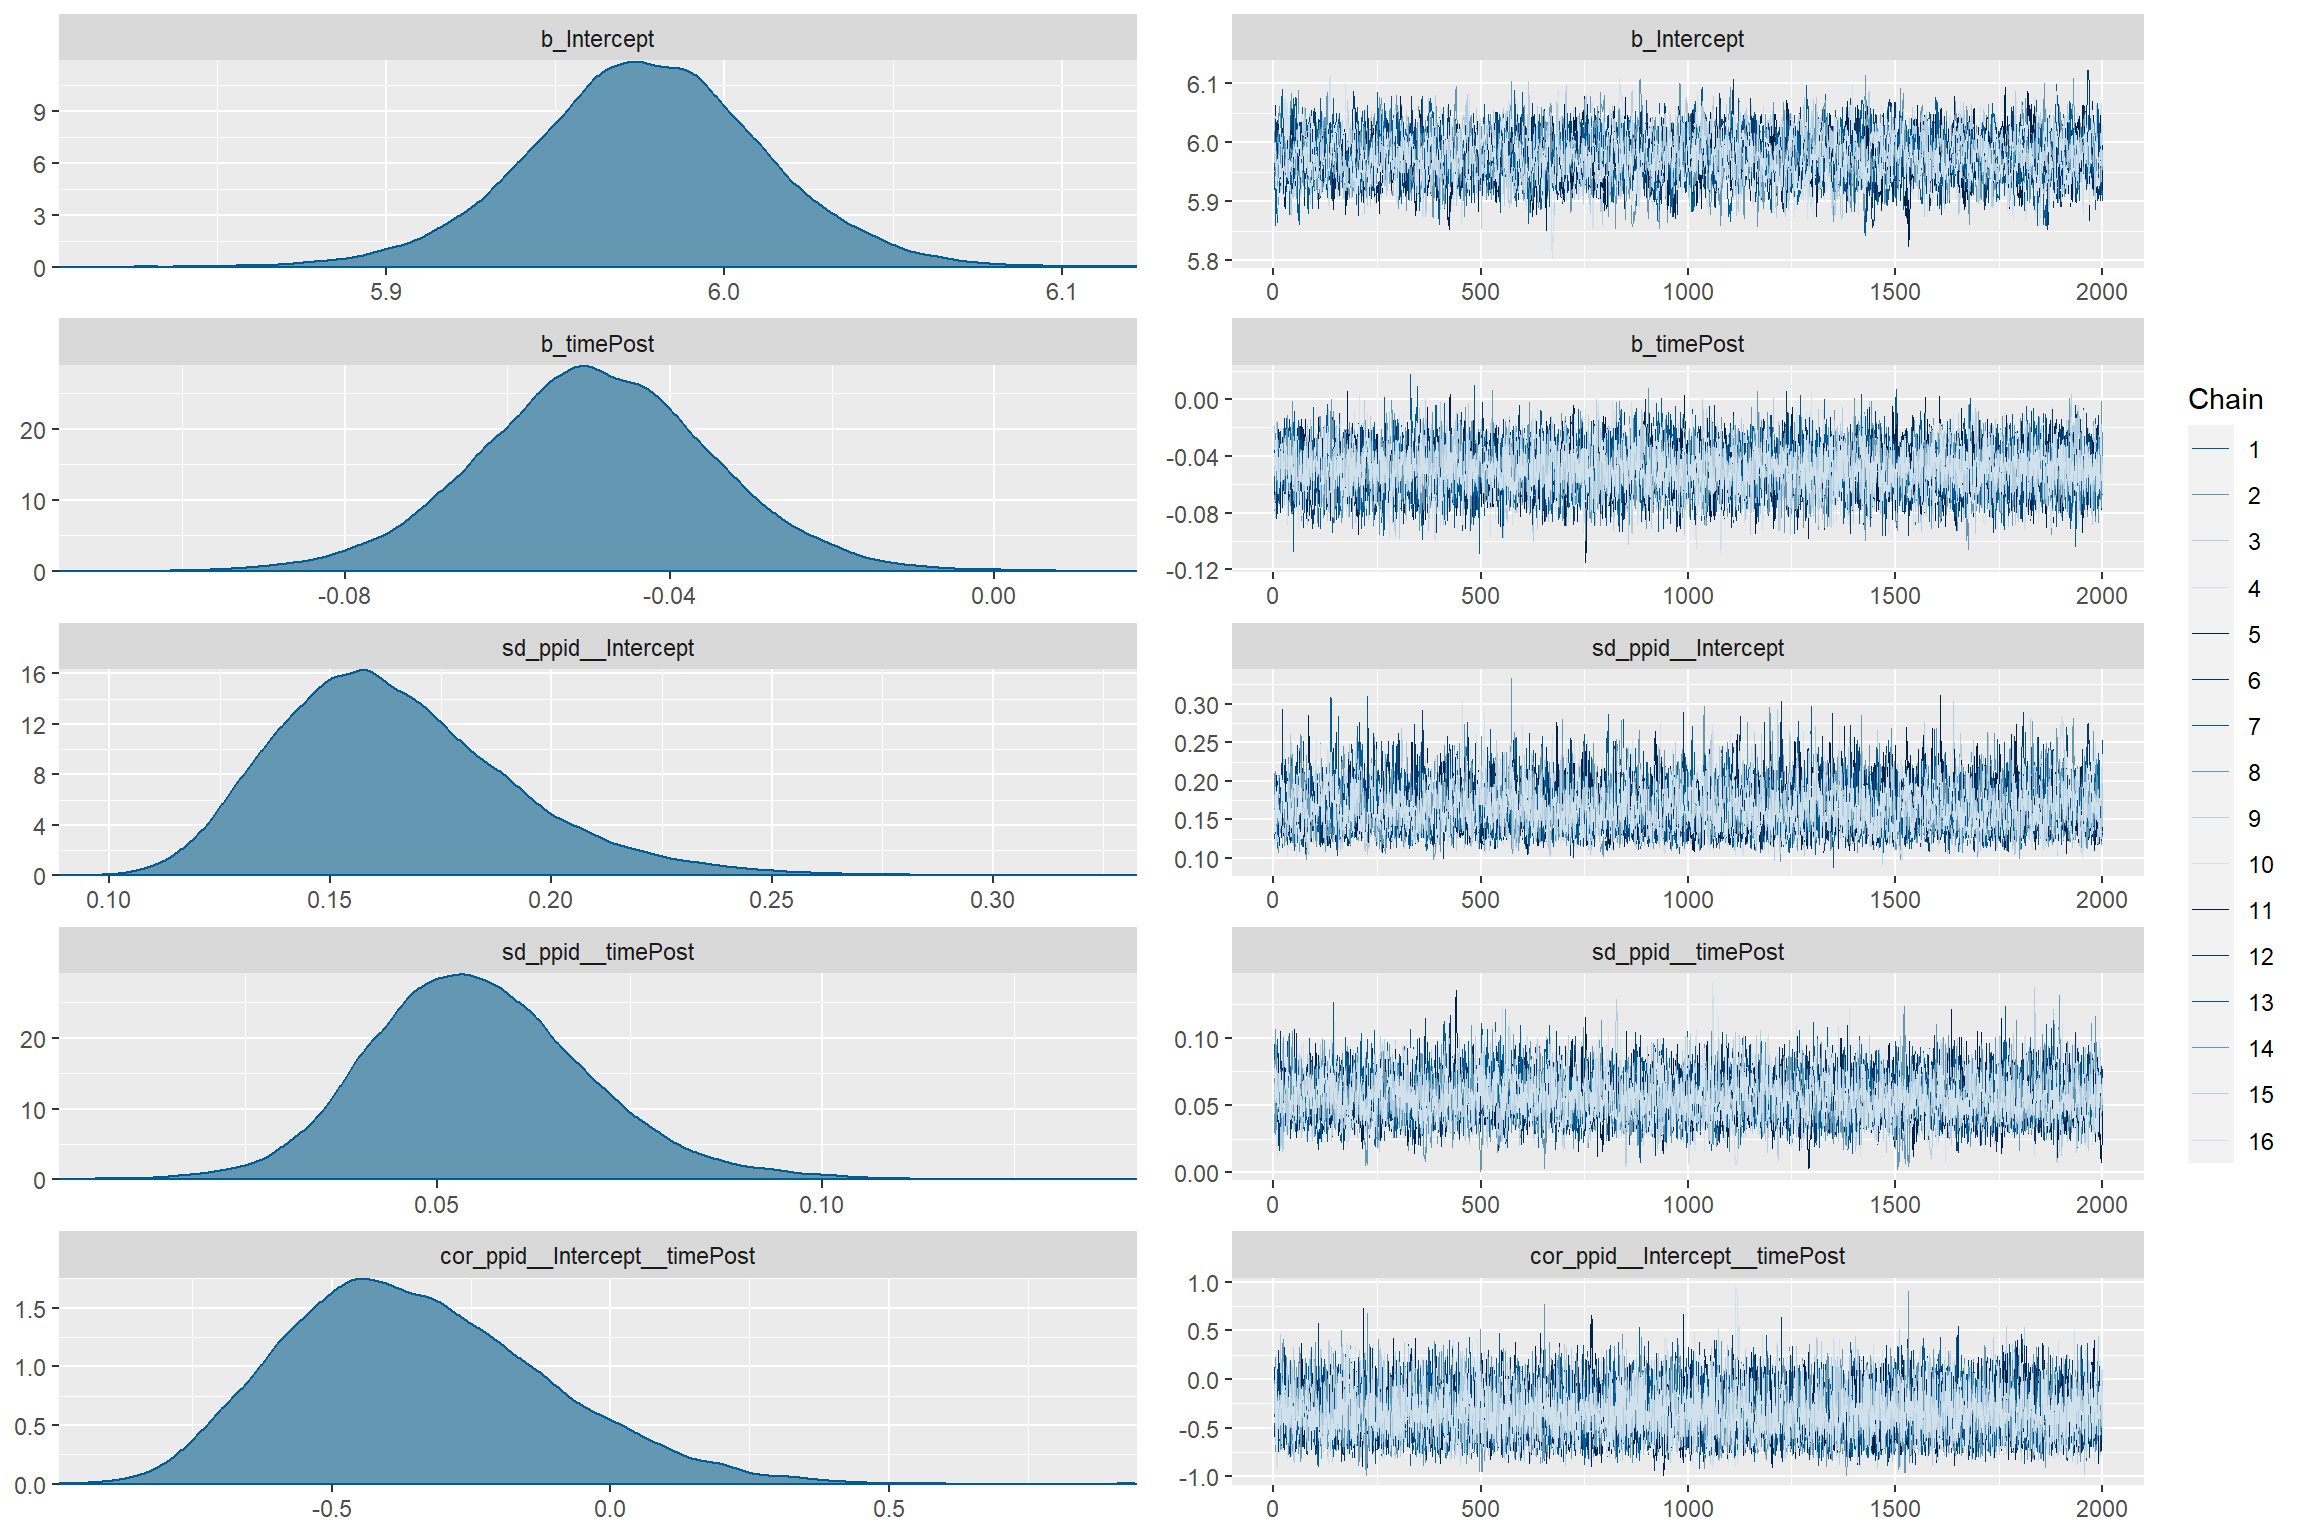 b_Intercept
9
6
3
0
5.9 6.0 6.1
b_Intercept
6.1
6.0
5.9
5.8
0 500 1000 1500 2000
b_timePost
20
10
0
-0.08 -0.04 0.00
b_timePost
0.00
-0.04
-0.08
-0.12
0 500 1000 1500 2000
sd_ppid__Intercept
16
12
8
4
0
0.10 0.15 0.20 0.25 0.30
sd_ppid__Intercept
0.30
0.25
0.20
0.15
0.10
0 500 1000 1500 2000
sd_ppid__timePost
20
10
0
0.05 0.10
sd_ppid__timePost
0.10
0.05
0.00
0 500 1000 1500 2000
cor_ppid__Intercept__timePost
1.5
1.0
0.5
0.0
-0.5 0.0 0.5
cor_ppid__Intercept__timePost
1.0
0.5
0.0
-0.5
-1.0
0 500 1000 1500 2000
Chain
1
2
3
4
5
6
7
8
9
10
11
12
13
14
15
16